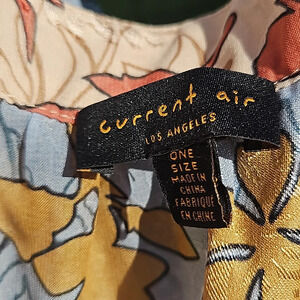 current air
LOS ANGELES
ONE
SIZE
MADE IN
CHINA
FABRIQUE
EN CHINE